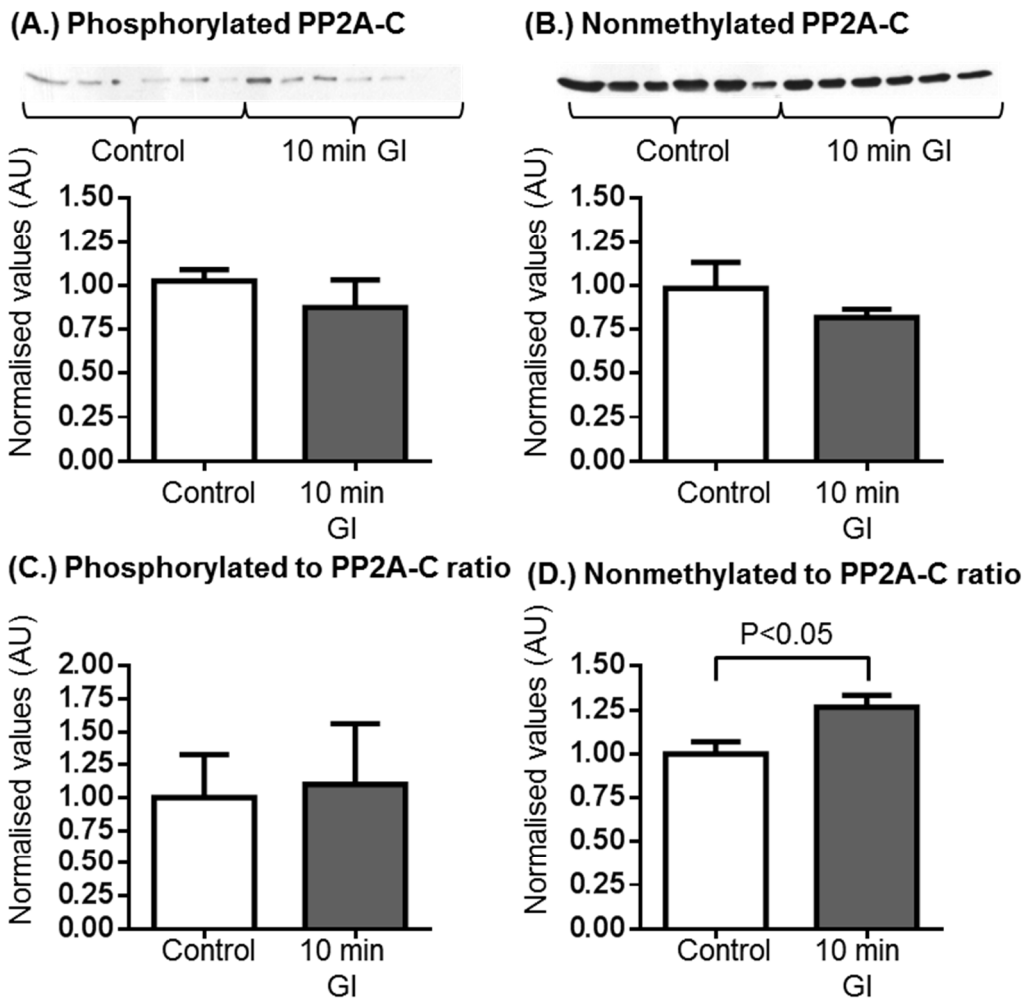 (A.) Phosphorylated PP2A-C
Control
10 min GI
Normalised values (AU)
1.50
1.25
1.00
0.75
0.50
0.25
0.00
Control
10 min
GI
(B.) Nonmethylated PP2A-C
Control
10 min GI
Normalised values (AU)
1.50
1.25
1.00
0.75
0.50
0.25
0.00
Control
10 min
GI
(C.) Phosphorylated to PP2A-C ratio
Normalised values (AU)
2.00
1.75
1.50
1.25
1.00
0.75
0.50
0.25
0.00
Control
10 min
GI
(D.) Nonmethylated to PP2A-C ratio
P<0.05
Normalised values (AU)
1.50
1.25
1.00
0.75
0.50
0.25
0.00
Control
10 min
GI